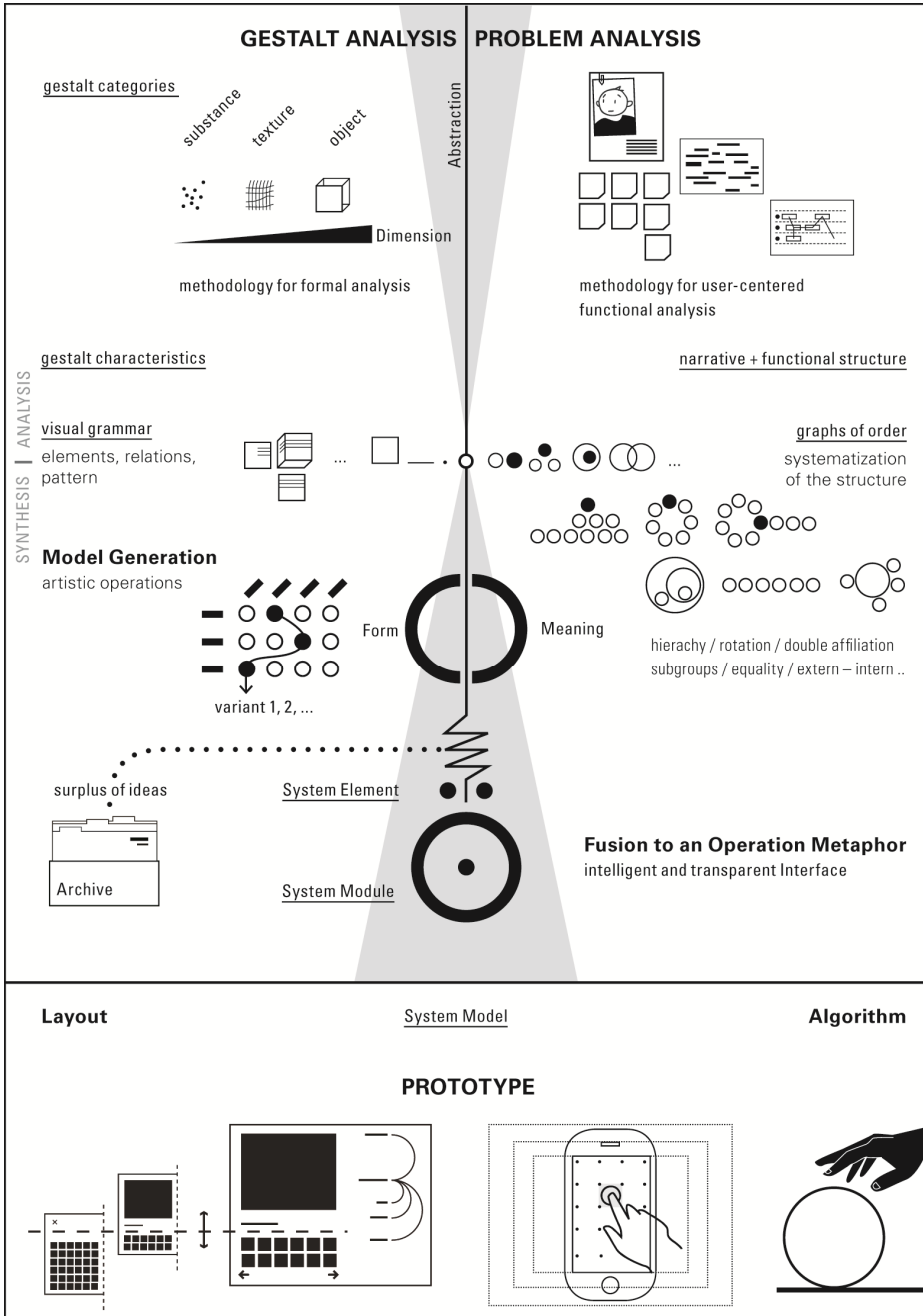 GESTALT ANALYSIS
PROBLEM ANALYSIS
gestalt categories
substance
texture
object
Dimension
methodology for formal analysis
Abstraction
methodology for user-centered
functional analysis
gestalt characteristics
narrative + functional structure
SYNTHESIS | ANALYSIS
visual grammar
elements, relations,
pattern
...
graphs of order
systematization
of the structure
...
Model Generation
artistic operations
variant 1, 2, ...
Form
Meaning
hierachy / rotation / double affiliation
subgroups / equality / extern – intern ..
surplus of ideas
Archive
System Element
System Module
Fusion to an Operation Metaphor
intelligent and transparent Interface
Layout
System Model
Algorithm
PROTOTYPE